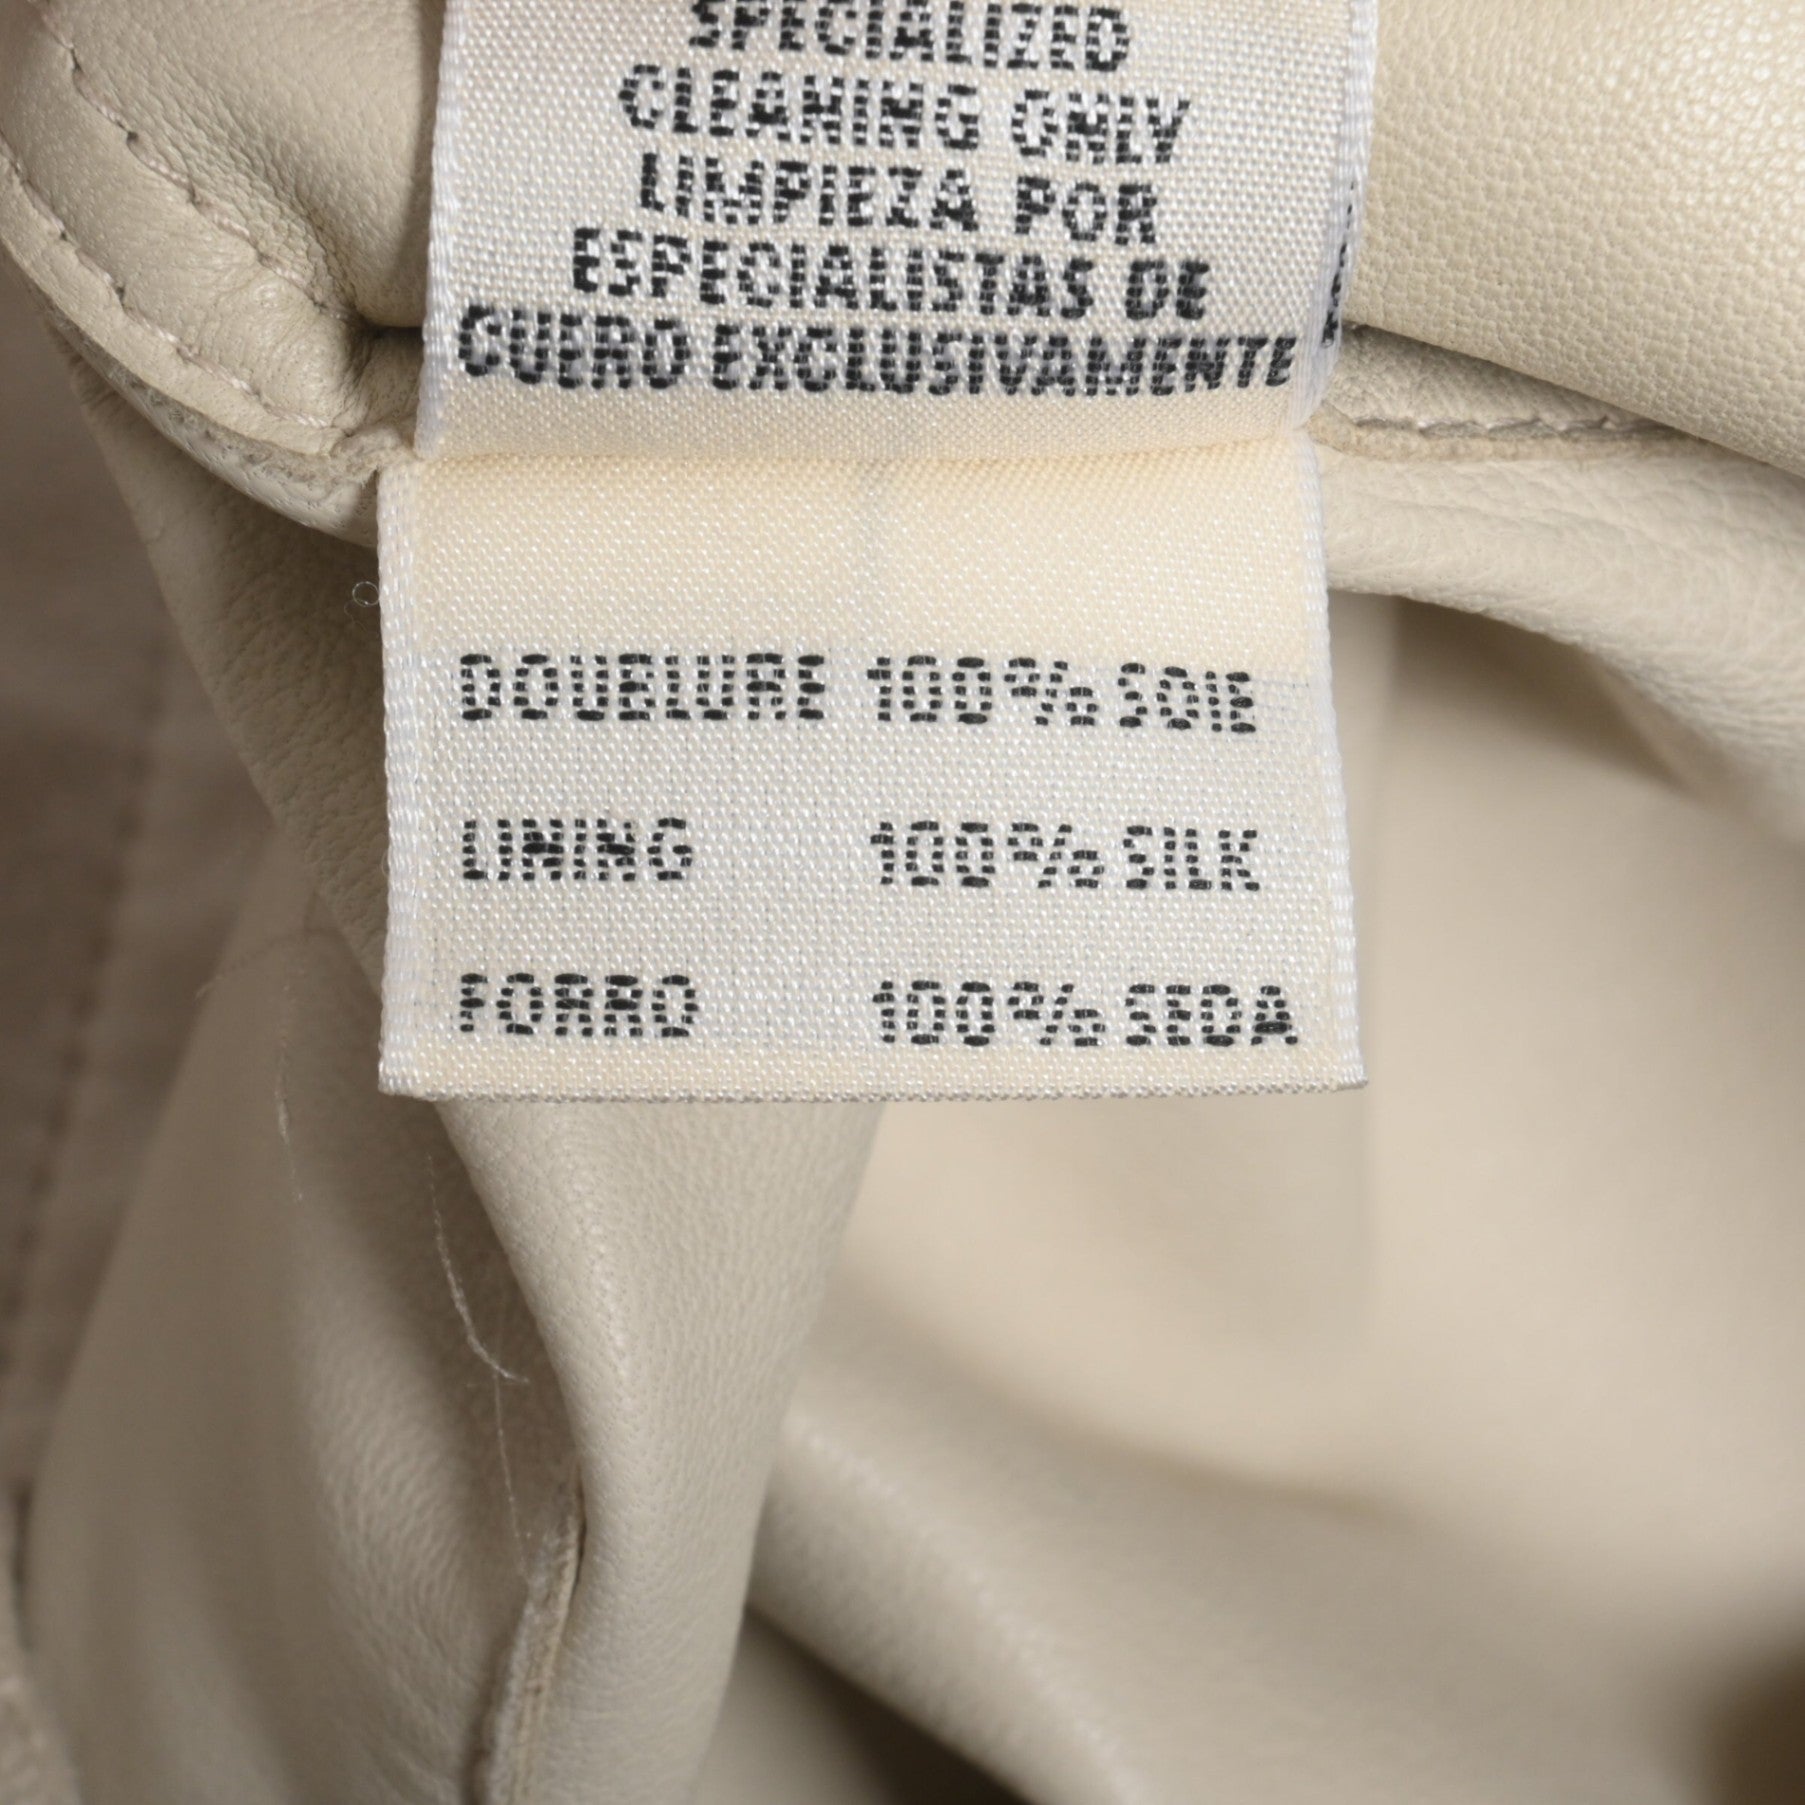 SPECIALIZED
CLEANING ONLY
LIMPIEZA POR
ESPECIALISTAS DE
CUERO EXCLUSIVAMENTE
DOUBLURE 100% SOIE
LINING 100% SILK
FORRO 100% SEDA